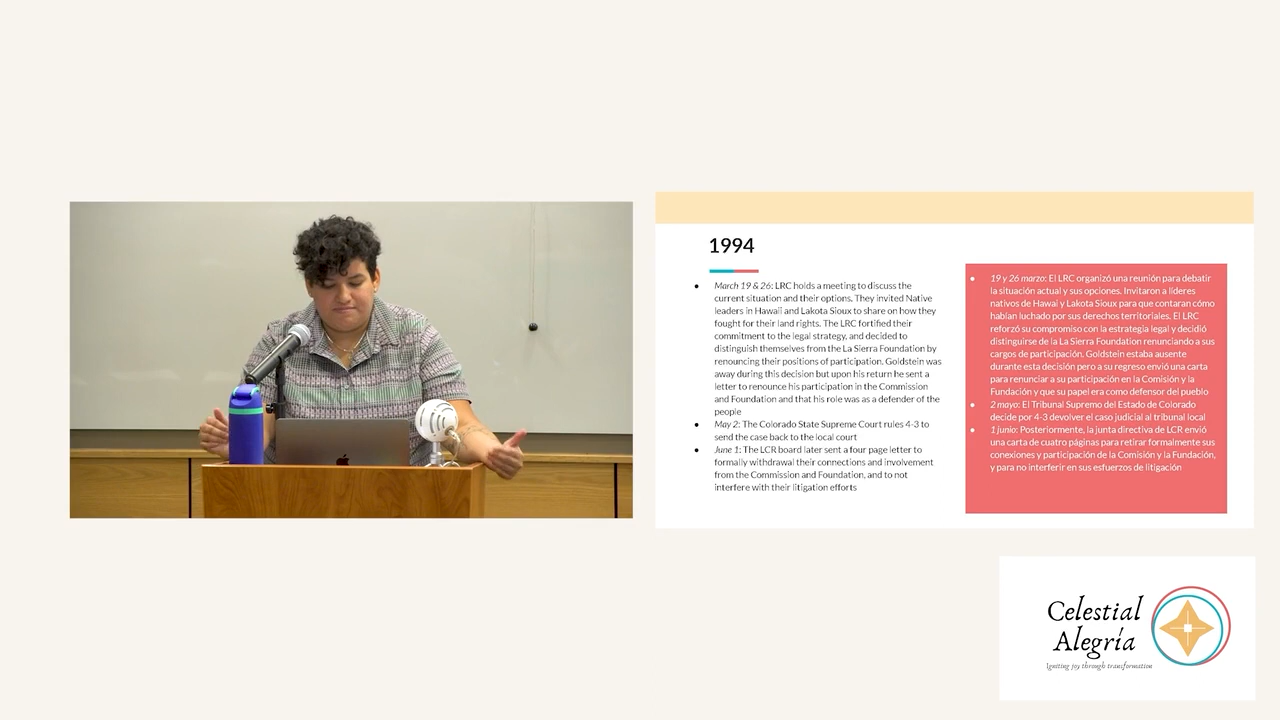 1994
March 19 & 26: LRC holds a meeting to discuss the
current situation and their options. They invited Native
leaders in Hawaii and Lakota Sioux to share on how they
fought for their land rights. The LRC fortified their
commitment to the legal strategy, and decided to
distinguish themselves from the La Sierra Foundation by
renouncing their positions of participation. Goldstein was
away during this decision but upon his return he sent a
letter to renounce his participation in the Commission
and Foundation and that his role was as a defender of the
people
May 2: The Colorado State Supreme Court rules 4-3 to
send the case back to the local court
June 1: The LCR board later sent a four page letter to
formally withdrawal their connections and involvement
from the Commission and Foundation, and to not
interfere with their litigation efforts
19 y 26 marzo: El LRC organizó una reunión para debatir
la situación actual y sus opciones. Invitaron a líderes
nativos de Hawai y Lakota Sioux para que contaran cómo
habían luchado por sus derechos territoriales. El LRC
reforzó su compromiso con la estrategia legal y decidió
distinguirse de la La Sierra Foundation renunciando a sus
cargos de participación. Goldstein estaba ausente
durante esta decisión pero a su regreso envió una carta
para renunciar a su participación en la Comisión y la
Fundación y que su papel era como defensor del pueblo
2 mayo: El Tribunal Supremo del Estado de Colorado
decide por 4-3 devolver el caso judicial al tribunal local
1 junio: Posteriormente, la junta directiva de LCR envió
una carta de cuatro páginas para retirar formalmente sus
conexiones y participación de la Comisión y la Fundación,
y para no interferir en sus esfuerzos de litigación
Celestial
Alegría
Igniting joy through transformation